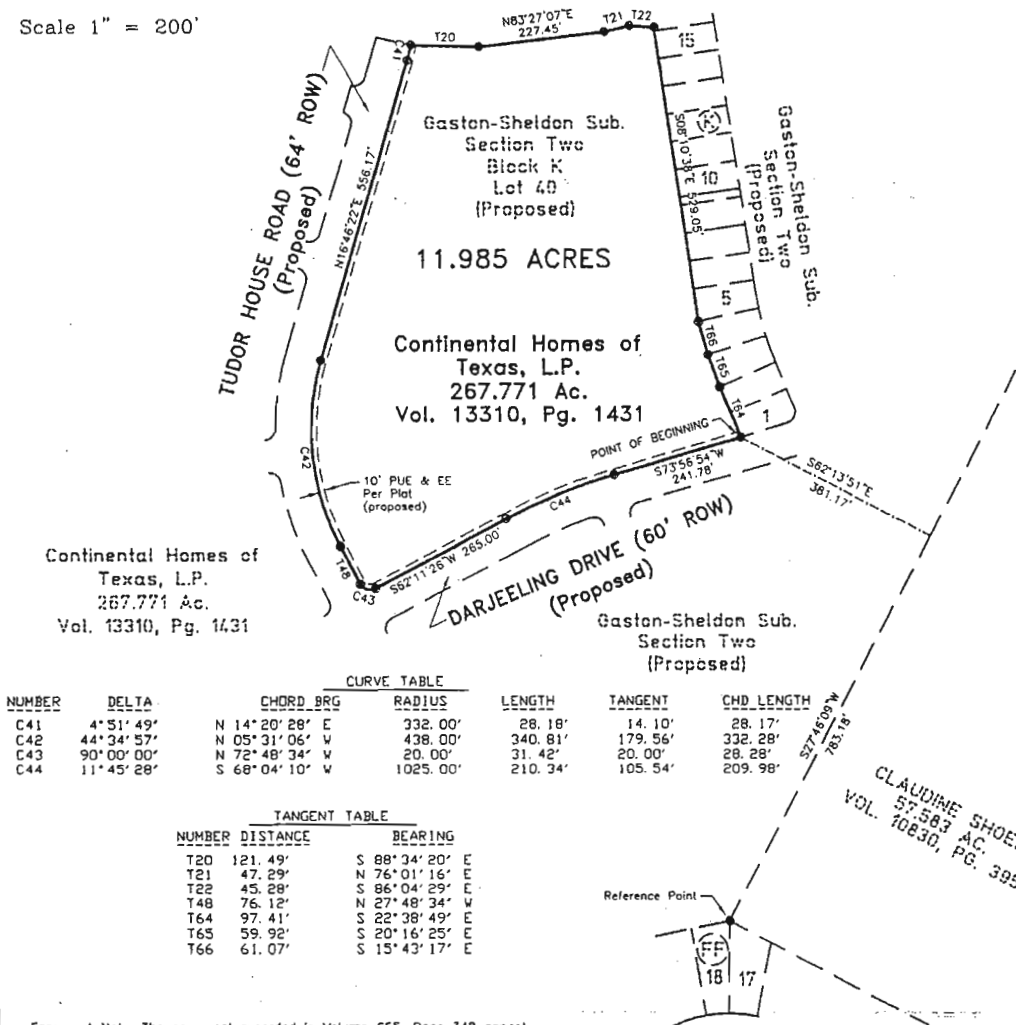 Scale 1" = 200'
T20
N83°27'07"E
227.45'
T21
T22
C41
15
TUDOR HOUSE ROAD (64' ROW)
(Proposed)
N16°46'22"E 556.17'
Gaston-Sheldon Sub.
Section Two
Block K
Lot 40
(Proposed)
11.985 ACRES
S08°10'38"E 529.05'
10
5
Gaston-Sheldon Sub.
Section Two
(Proposed)
Continental Homes of
Texas, L.P.
267.771 Ac.
Vol. 13310, Pg. 1431
T66
T65
T64
1
POINT OF BEGINNING
S73°56'54"W
241.78'
S62°13'51"E
381.17'
C42
10' PUE & EE
Per Plat
(proposed)
C44
T48
C43
S62°11'26"W 265.00'
DARJEELING DRIVE (60' ROW)
(Proposed)
Continental Homes of
Texas, L.P.
267.771 Ac.
Vol. 13310, Pg. 1431
Gaston-Sheldon Sub.
Section Two
(Proposed)
CURVE TABLE
NUMBER DELTA CHORD BRG RADIUS LENGTH TANGENT CHD LENGTH
C41 4°51'49" N 14°20'28" E 332.00' 28.18' 14.10' 28.17'
C42 44°34'57" N 05°31'06" W 438.00' 340.81' 179.56' 332.28'
C43 90°00'00" N 72°48'34" W 20.00' 31.42' 20.00' 28.28'
C44 11°45'28" S 68°04'10" W 1025.00' 210.34' 105.54' 209.98'
S27°46'09"W
783.18'
TANGENT TABLE
NUMBER DISTANCE BEARING
T20 121.49' S 88°34'20" E
T21 47.29' N 76°01'16" E
T22 45.28' S 86°04'29" E
T48 76.12' N 27°48'34" W
T64 97.41' S 22°38'49" E
T65 59.92' S 20°16'25" E
T66 61.07' S 15°43'17" E
CLAUDINE SHOE
57.583 AC.
VOL. 10830, PG. 395
Reference Point
FF
18
17